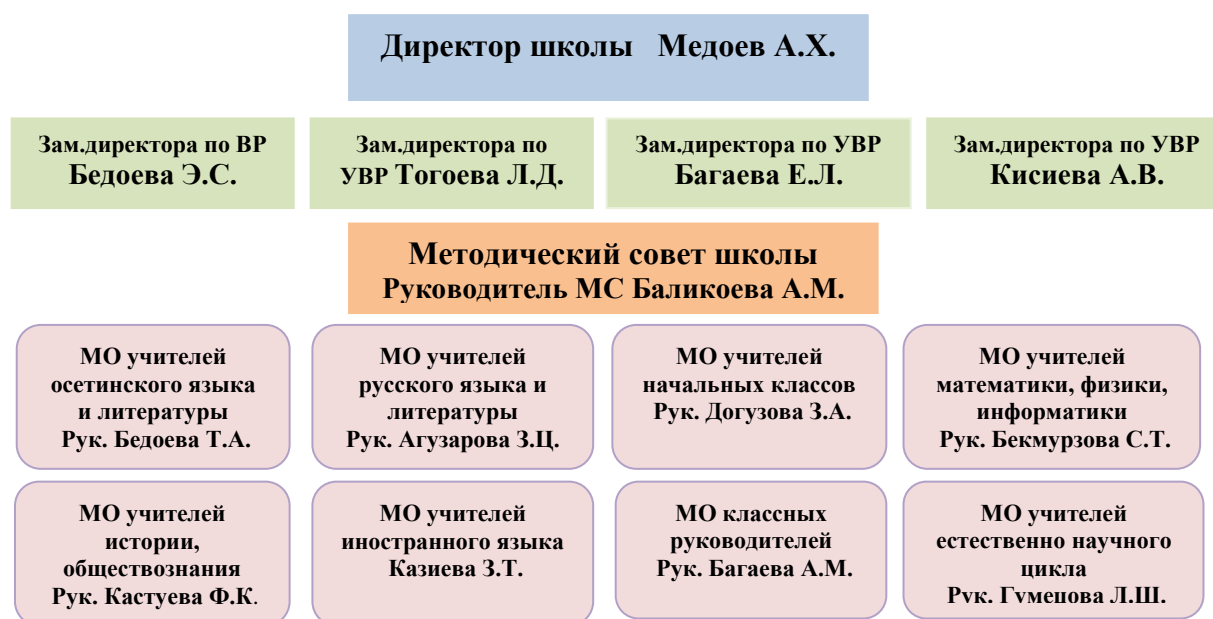 Директор школы Медоев А.Х.
Зам.директора по ВР
Бедоева Э.С.
Зам.директора по
УВР Тогоева Л.Д.
Зам.директора по УВР
Багаева Е.Л.
Зам.директора по УВР
Кисиева А.В.
Методический совет школы
Руководитель МС Баликоева А.М.
МО учителей
осетинского языка
и литературы
Рук. Бедоева Т.А.
МО учителей
русского языка и
литературы
Рук. Агузарова З.Ц.
МО учителей
начальных классов
Рук. Догузова З.А.
МО учителей
математики, физики,
информатики
Рук. Бекмурзова С.Т.
МО учителей
истории,
обществознания
Рук. Кастуева Ф.К.
МО учителей
иностранного языка
Казиева З.Т.
МО классных
руководителей
Рук. Багаева А.М.
МО учителей
естественно научного
цикла
Рук. Гумецова Л.Ш.